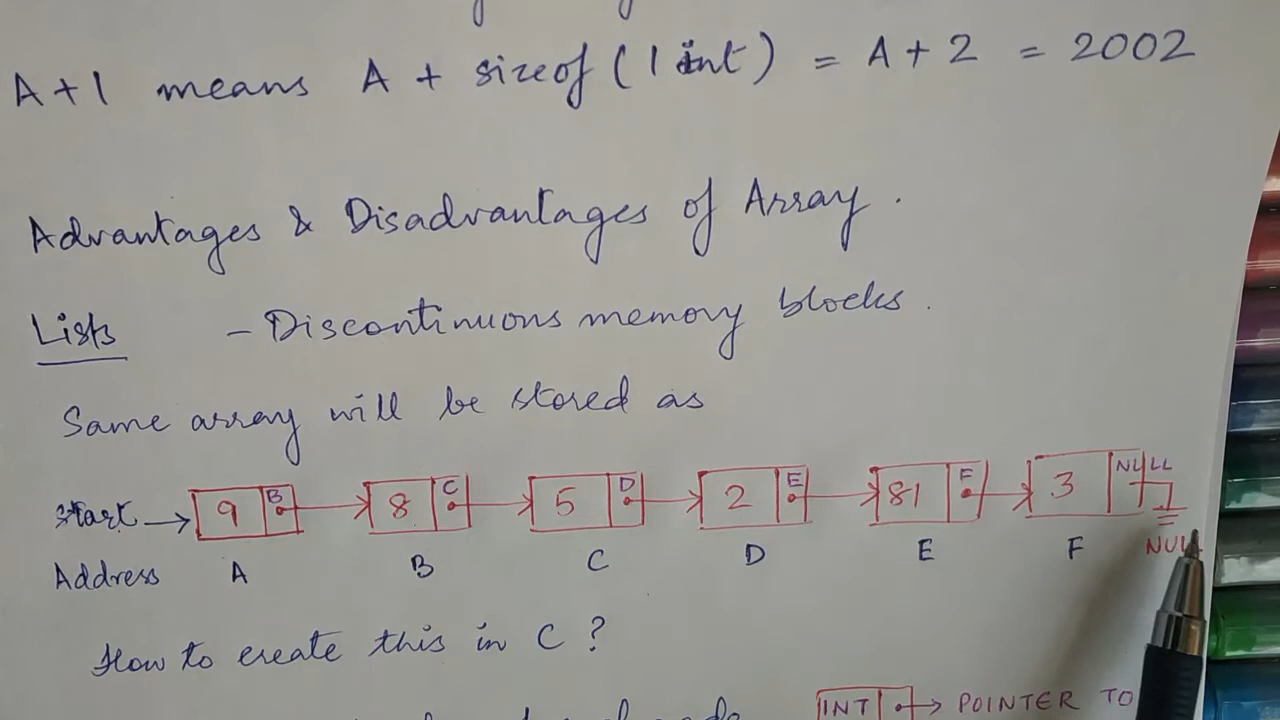 A+1 means A + sizeof (1 int) = A+2 = 2002
Advantages & Disadvantages of Array.
Lists - Discontinuous memory blocks.
Same array will be stored as
Start → 9 B → 8 C → 5 D → 2 E → 81 F → 3 NULL
NULL
Address A B C D E F
How to create this in C?
INT → POINTER TO